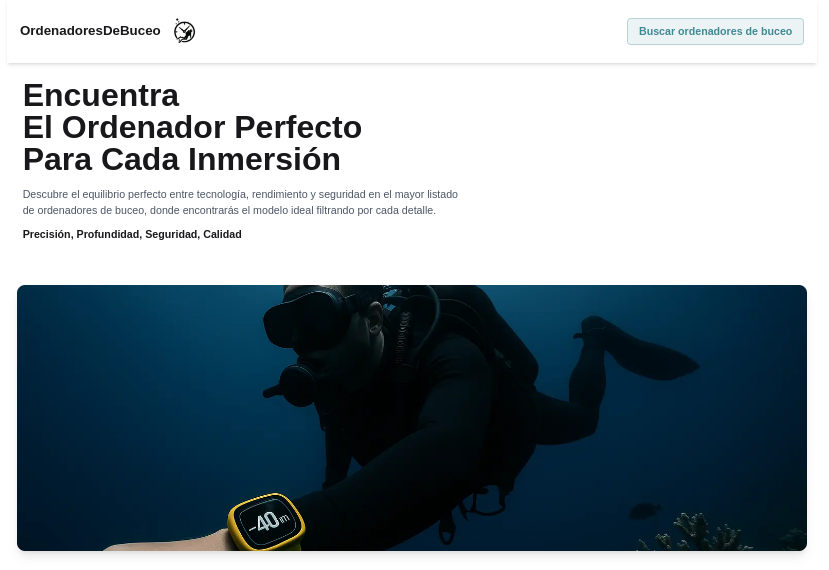 OrdenadoresDeBuceo
Buscar ordenadores de buceo
Encuentra
El Ordenador Perfecto
Para Cada Inmersión
Descubre el equilibrio perfecto entre tecnología, rendimiento y seguridad en el mayor listado
de ordenadores de buceo, donde encontrarás el modelo ideal filtrando por cada detalle.
Precisión, Profundidad, Seguridad, Calidad
-40m